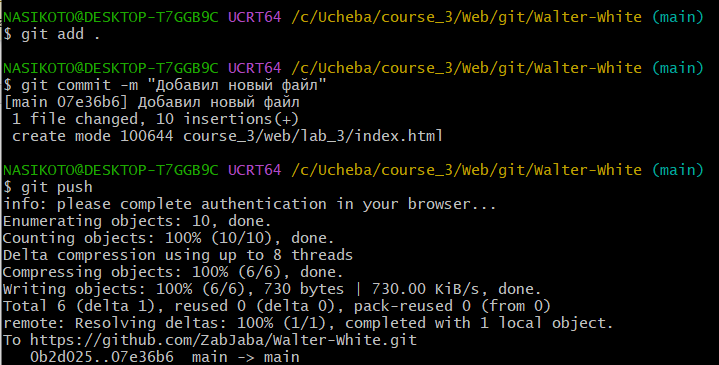 NASIKOTO@DESKTOP-T7GGB9C UCRT64 /c/Ucheba/course_3/Web/git/Walter-White (main)
$ git add .
NASIKOTO@DESKTOP-T7GGB9C UCRT64 /c/Ucheba/course_3/Web/git/Walter-White (main)
$ git commit -m "Добавил новый файл"
[main 07e36b6] Добавил новый файл
 1 file changed, 10 insertions(+)
 create mode 100644 course_3/web/lab_3/index.html
NASIKOTO@DESKTOP-T7GGB9C UCRT64 /c/Ucheba/course_3/Web/git/Walter-White (main)
$ git push
info: please complete authentication in your browser...
Enumerating objects: 10, done.
Counting objects: 100% (10/10), done.
Delta compression using up to 8 threads
Compressing objects: 100% (6/6), done.
Writing objects: 100% (6/6), 730 bytes | 730.00 KiB/s, done.
Total 6 (delta 1), reused 0 (delta 0), pack-reused 0 (from 0)
remote: Resolving deltas: 100% (1/1), completed with 1 local object.
To https://github.com/ZabJaba/Walter-White.git
   0b2d025..07e36b6  main -> main